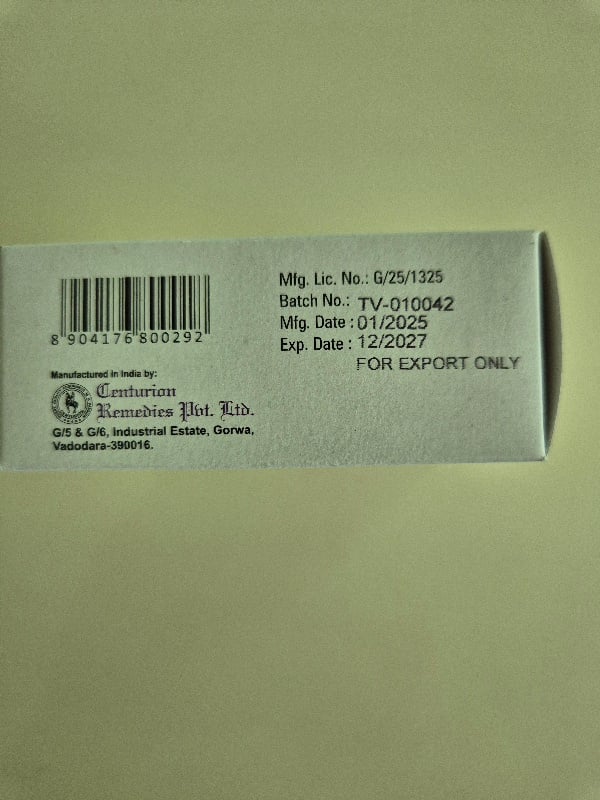 8 904176 800292
Manufactured in India by:
Centurion
Remedies Pvt. Ltd.
G/5 & G/6, Industrial Estate, Gorwa,
Vadodara-390016.
Mfg. Lic. No.: G/25/1325
Batch No.: TV-010042
Mfg. Date : 01/2025
Exp. Date : 12/2027
FOR EXPORT ONLY